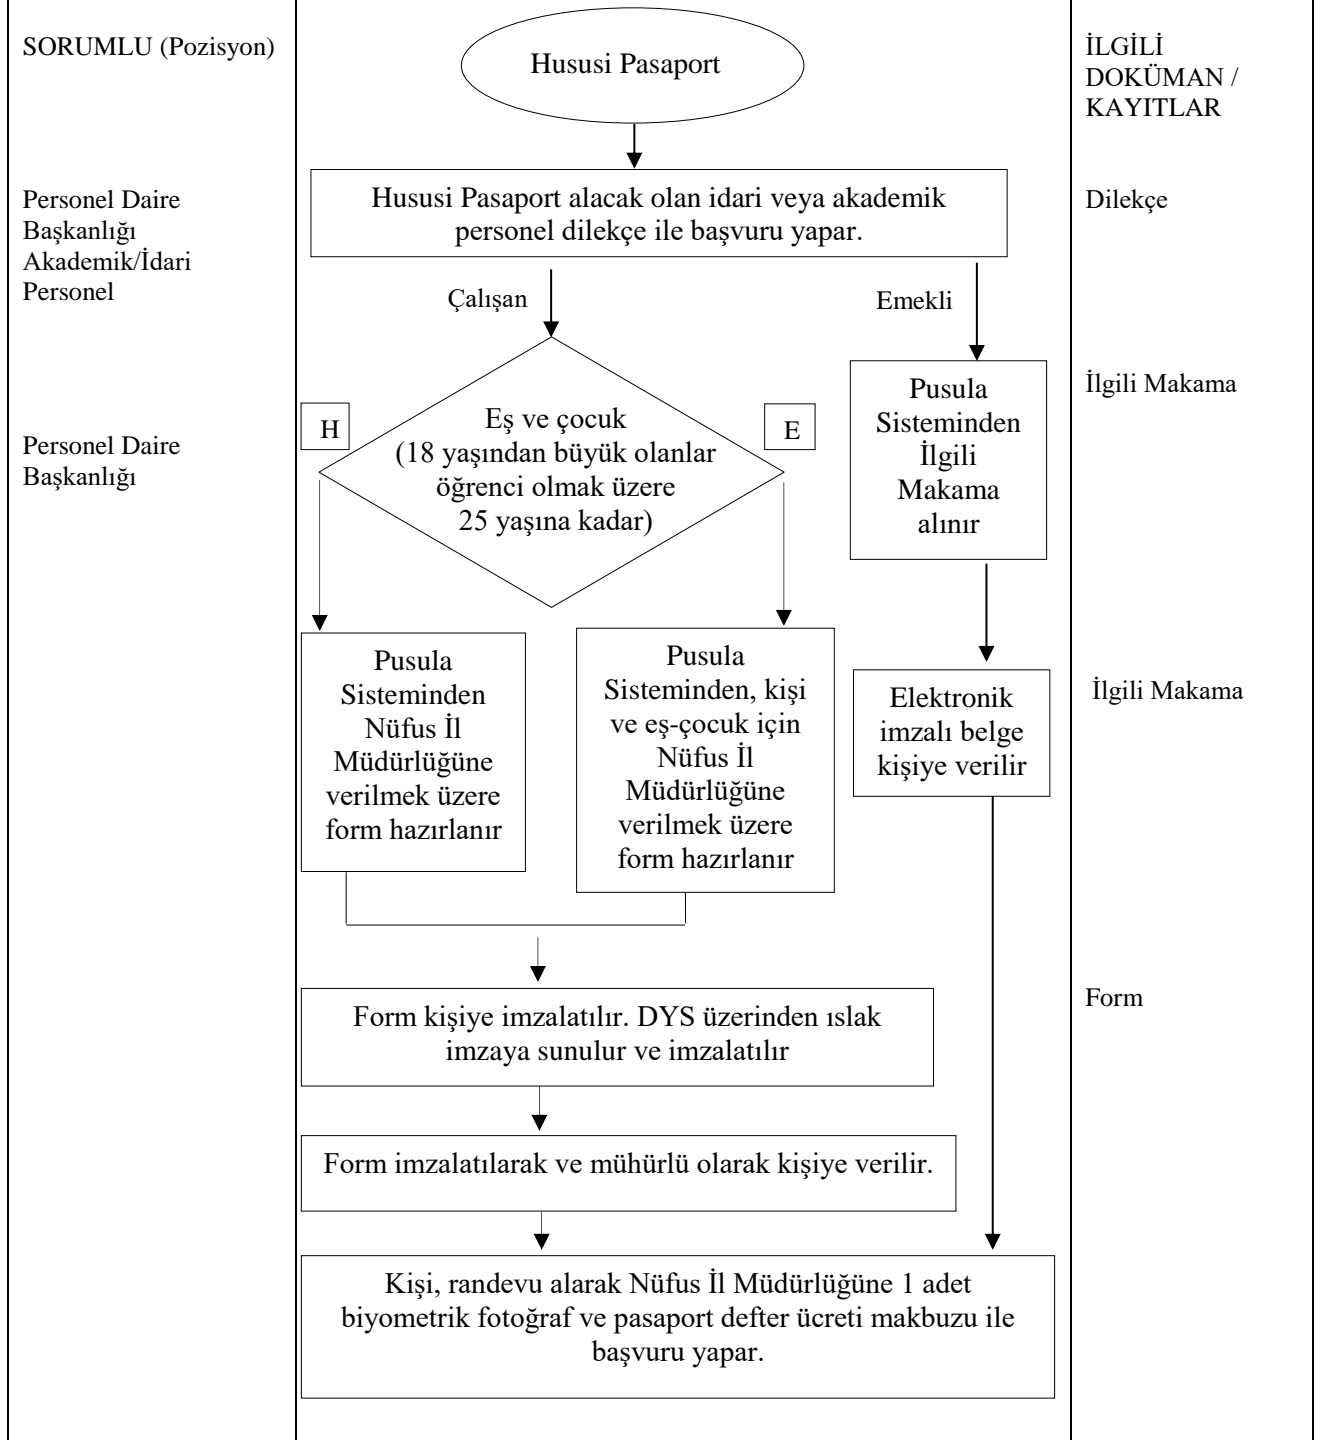 SORUMLU (Pozisyon)
Hususi Pasaport
İLGİLİ
DOKÜMAN /
KAYITLAR
Personel Daire
Başkanlığı
Akademik/İdari
Personel
Hususi Pasaport alacak olan idari veya akademik
personel dilekçe ile başvuru yapar.
Dilekçe
Çalışan
Emekli
Personel Daire
Başkanlığı
H
Eş ve çocuk
(18 yaşından büyük olanlar
öğrenci olmak üzere
25 yaşına kadar)
E
Pusula
Sisteminden
İlgili
Makama
alınır
İlgili Makama
Pusula
Sisteminden
Nüfus İl
Müdürlüğüne
verilmek üzere
form hazırlanır
Pusula
Sisteminden, kişi
ve eş-çocuk için
Nüfus İl
Müdürlüğüne
verilmek üzere
form hazırlanır
Elektronik
imzalı belge
kişiye verilir
İlgili Makama
Form kişiye imzalatılır. DYS üzerinden ıslak
imzaya sunulur ve imzalatılır
Form
Form imzalatılarak ve mühürlü olarak kişiye verilir.
Kişi, randevu alarak Nüfus İl Müdürlüğüne 1 adet
biyometrik fotoğraf ve pasaport defter ücreti makbuzu ile
başvuru yapar.